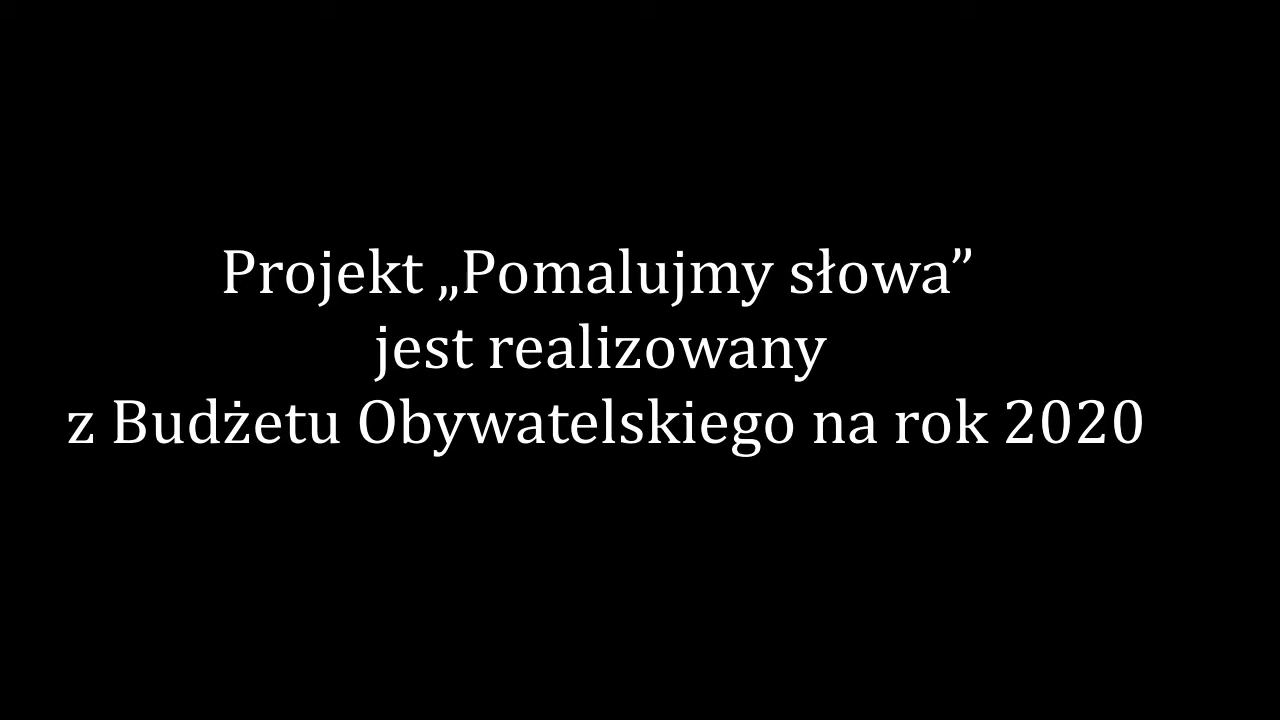 Projekt „Pomalujmy słowa”
jest realizowany
z Budżetu Obywatelskiego na rok 2020